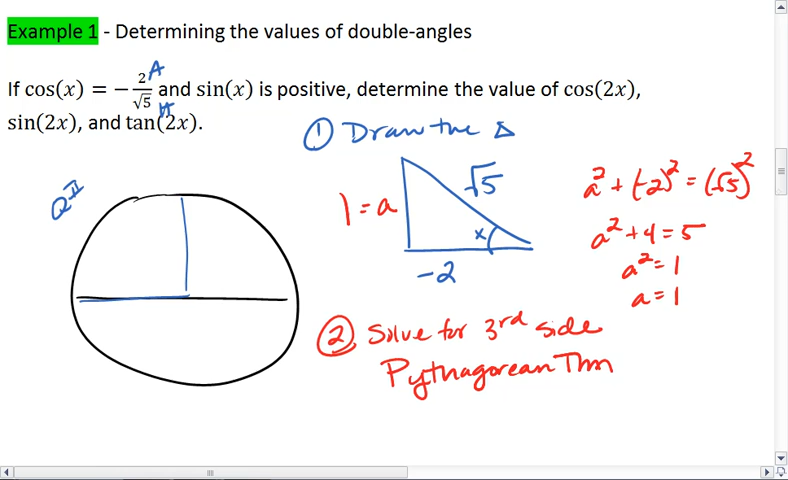 Example 1 - Determining the values of double-angles
If cos(x) = −2/√5 and sin(x) is positive, determine the value of cos(2x),
A
H
sin(2x), and tan(2x).
① Draw the Δ
QII
1 = a
√5
x
-2
a² + (-2)² = (√5)²
a² + 4 = 5
a² = 1
a = 1
② Solve for 3rd side
Pythagorean Thm